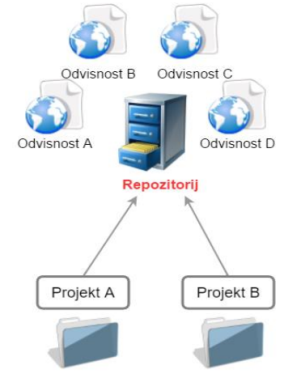 Odvisnost B
Odvisnost C
Odvisnost A
Odvisnost D
Repozitorij
Projekt A
Projekt B